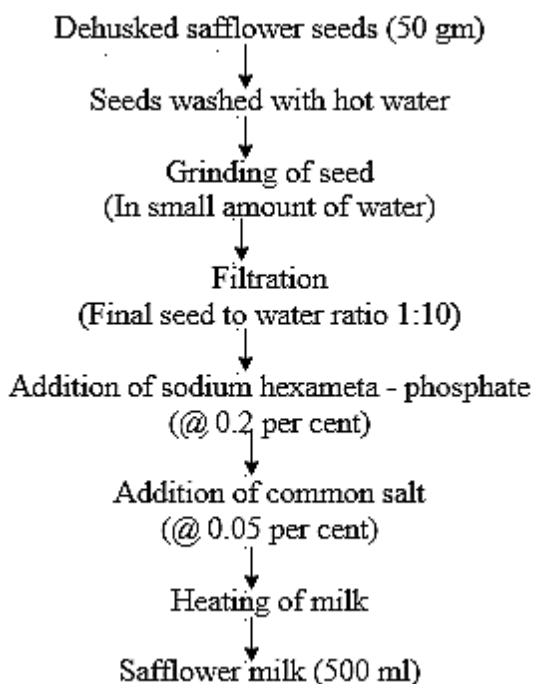 Dehusked safflower seeds (50 gm)
Seeds washed with hot water
Grinding of seed
(In small amount of water)
Filtration
(Final seed to water ratio 1:10)
Addition of sodium hexameta - phosphate
(@ 0.2 per cent)
Addition of common salt
(@ 0.05 per cent)
Heating of milk
Safflower milk (500 ml)